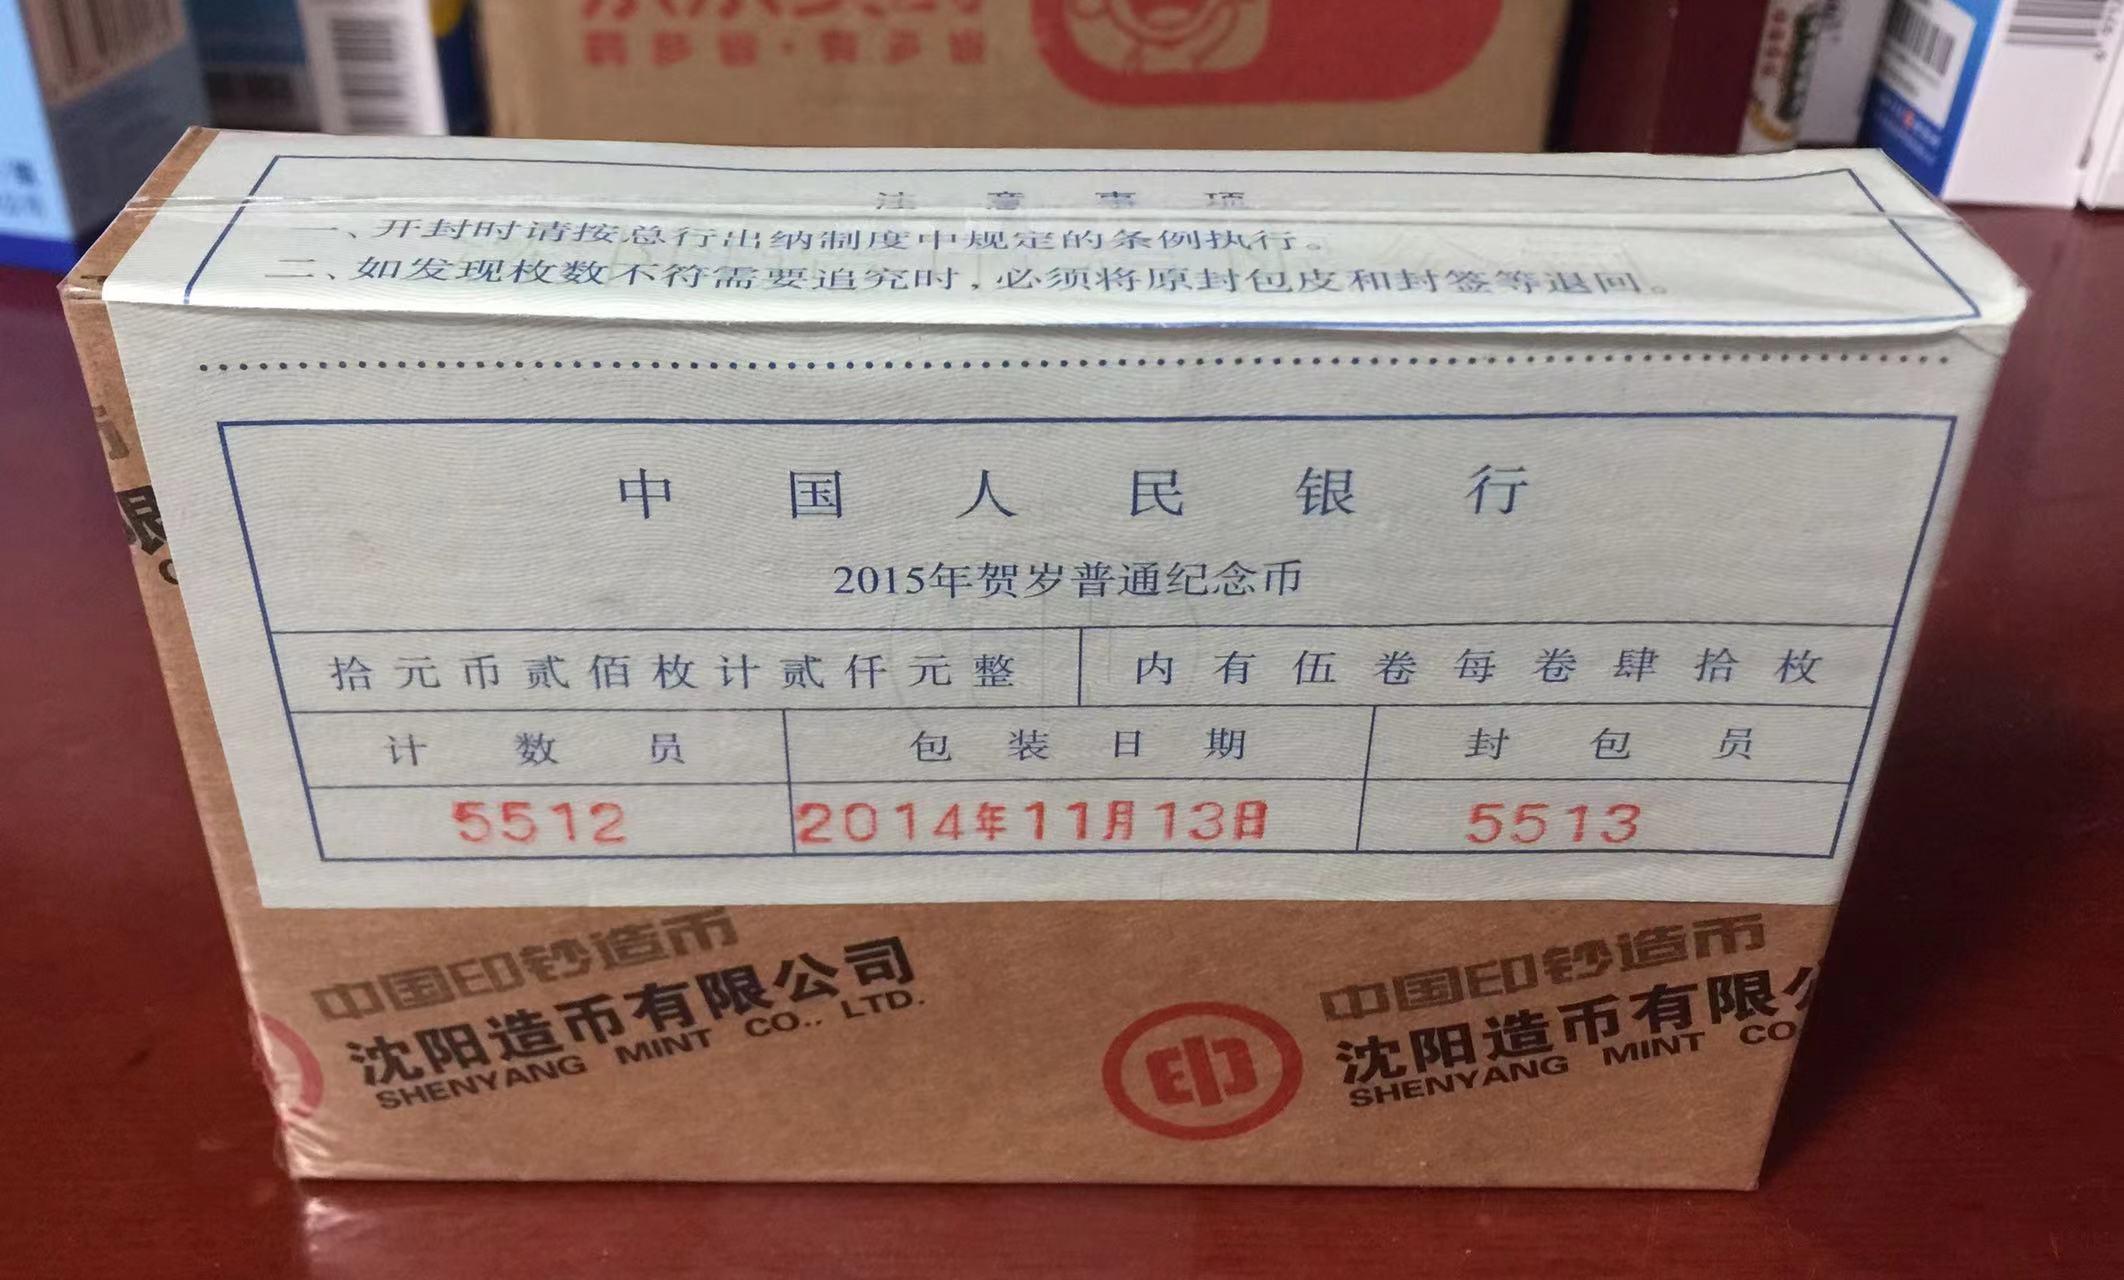 注意事项
一、开封时请按总行出纳制度中规定的条例执行。
二、如发现枚数不符需要追究时，必须将原封包皮和封签等退回。
中国人民银行
2015年贺岁普通纪念币
拾元币贰佰枚计贰仟元整
内有伍卷每卷肆拾枚
计数员
包装日期
封包员
5512
2014年11月13日
5513
中国印钞造币
沈阳造币有限公司
SHENYANG MINT CO., LTD.
中国印钞造币
沈阳造币有限公
SHENYANG MINT CO
限